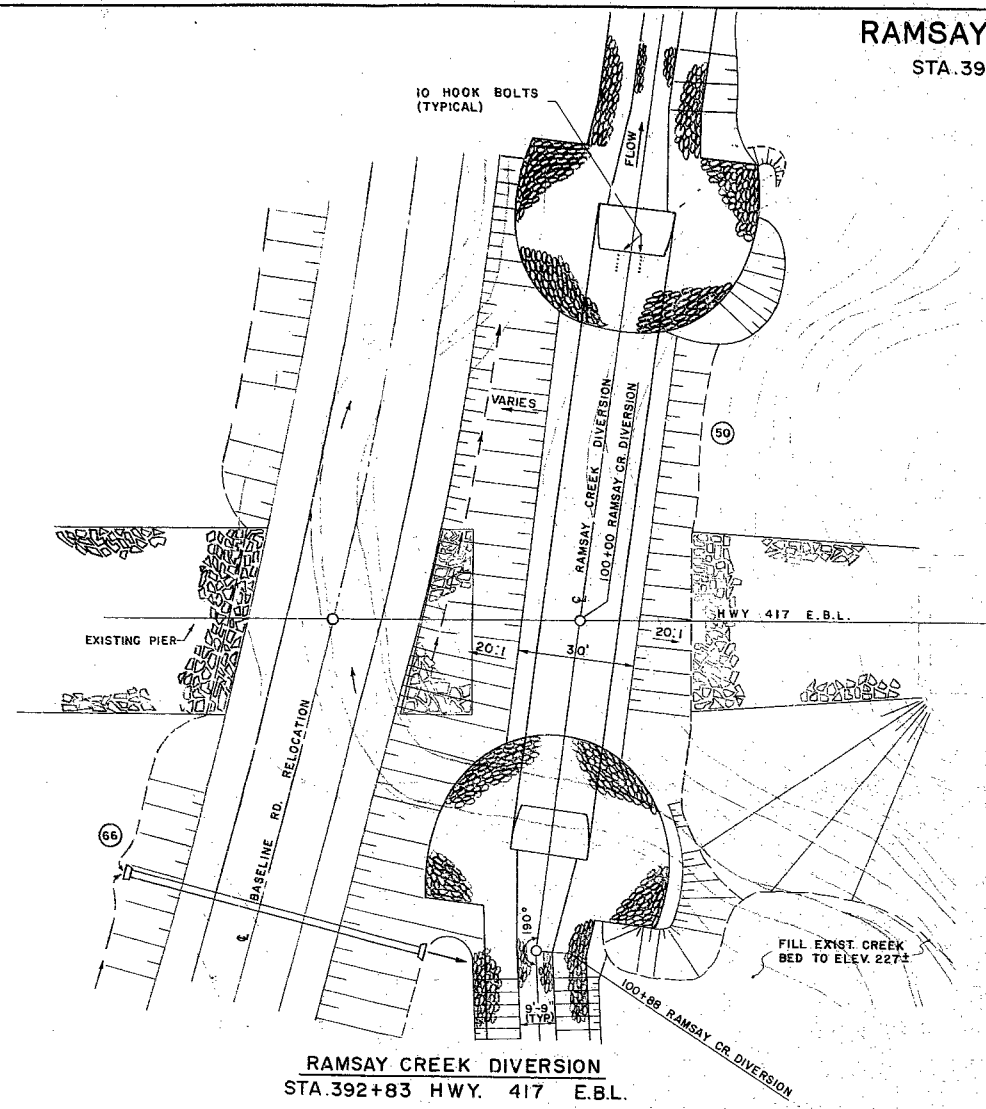 RAMSAY
STA.39
10 HOOK BOLTS
(TYPICAL)
FLOW
VARIES
RAMSAY CREEK DIVERSION
100+00 RAMSAY CR. DIVERSION
50
HWY 417 E.B.L.
EXISTING PIER
20:1
30'
20:1
BASELINE RD. RELOCATION
66
190°
FILL EXIST. CREEK
BED TO ELEV. 227±
9'-9"
(TYP)
100+88 RAMSAY CR. DIVERSION
RAMSAY CREEK DIVERSION
STA.392+83 HWY. 417 E.B.L.